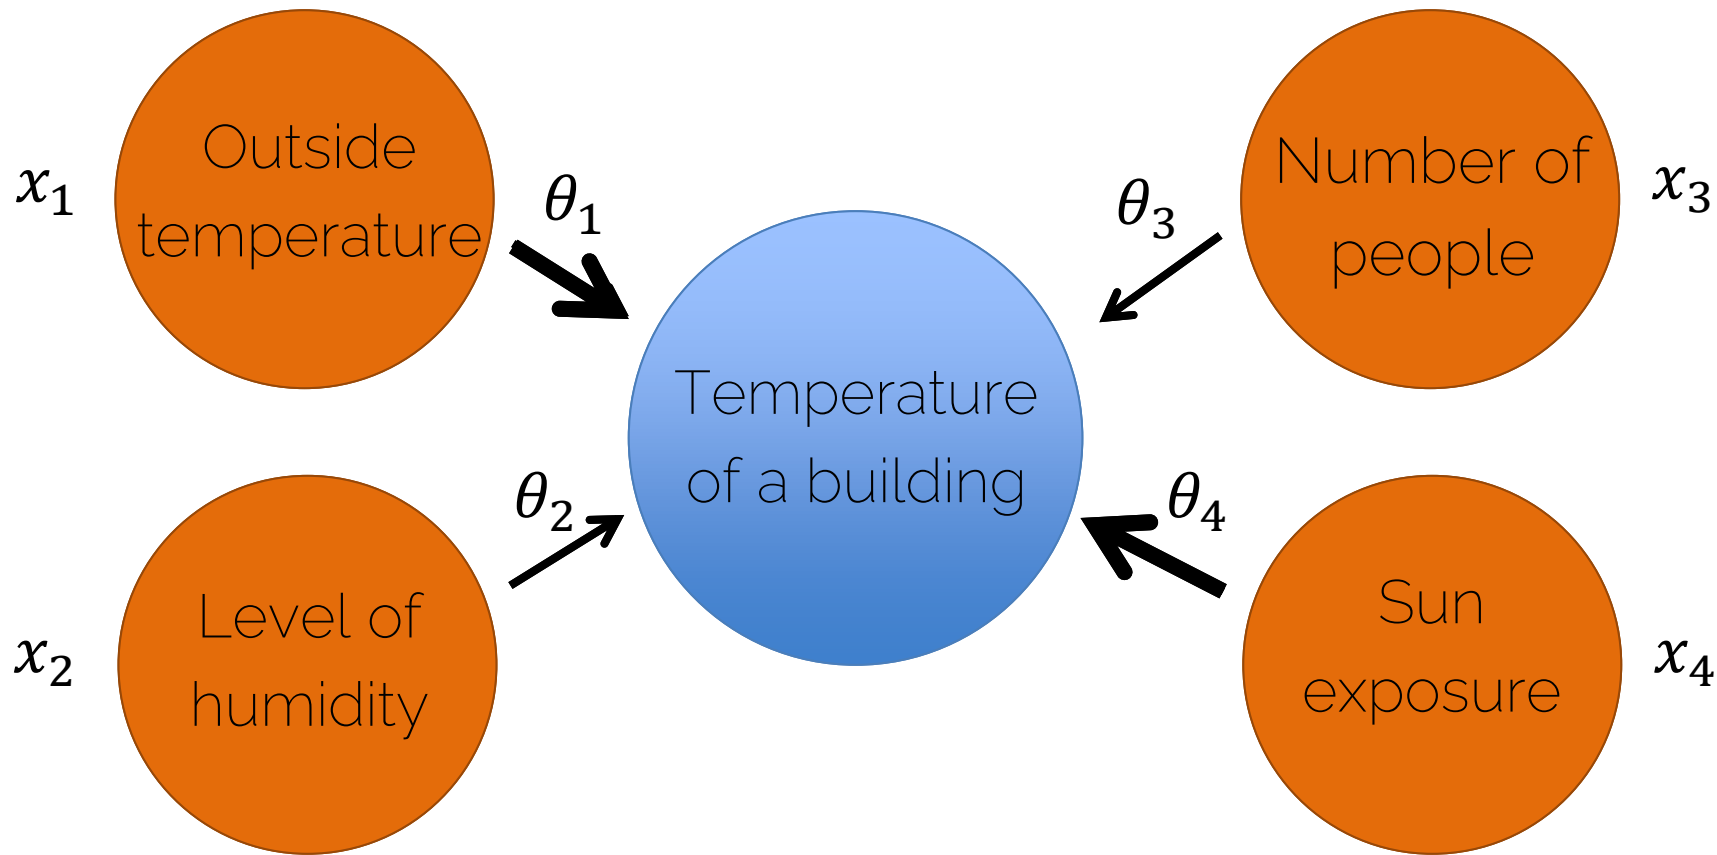 x₁
Outside
temperature
θ₁
θ₃
Number of
people
x₃
Temperature
of a building
x₂
Level of
humidity
θ₂
θ₄
Sun
exposure
x₄